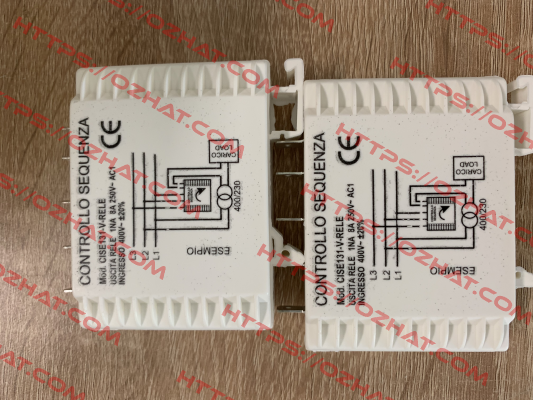 CONTROLLO SEQUENZA
Mod. CISE131-V-RELE
USCITA RELE 1NA 8A 250V~ AC1
INGRESSO 400V~ ±20%
CE
L3
L2
L1
CARICO
LOAD
400/230
ESEMPIO
CONTROLLO SEQUENZA
Mod. CISE131-V-RELE
USCITA RELE 1NA 8A 250V~ AC1
INGRESSO 400V~ ±20%
CE
L3
L2
L1
CARICO
LOAD
400/230
ESEMPIO
HTTPS://OZHAT.COM